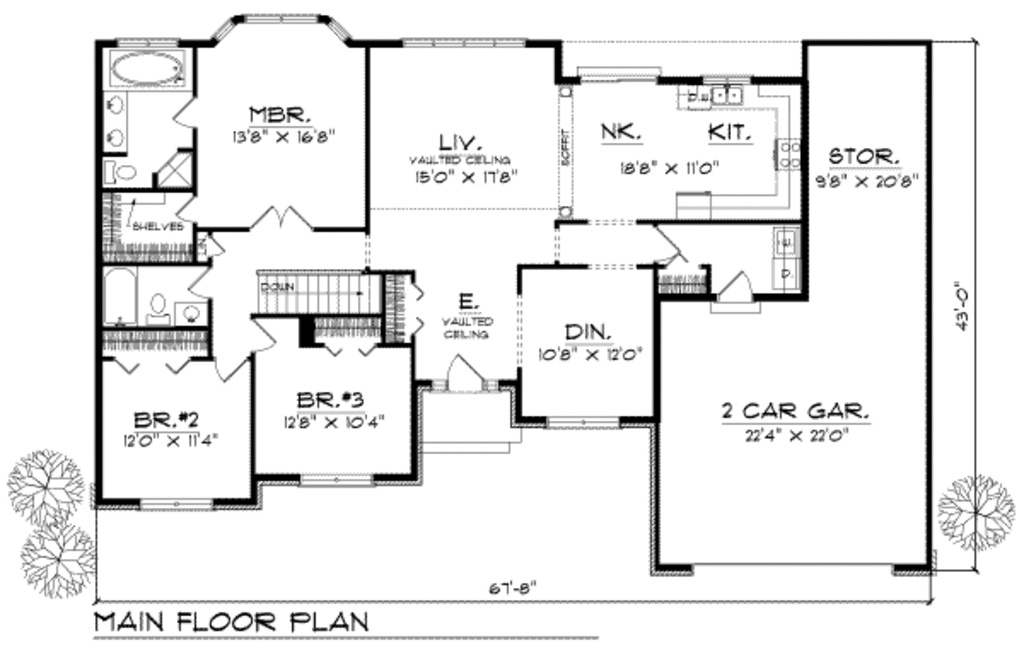 MBR.
13'8" X 16'8"
LIV.
VAULTED CEILING
15'0" X 17'8"
SOFFIT
NK.
KIT.
18'8" X 11'0"
D.W.
STOR.
9'8" X 20'8"
SHELVES
LIN
DOWN
E.
VAULTED
CEILING
DIN.
10'8" X 12'0"
W
D
BR.#2
12'0" X 11'4"
BR.#3
12'8" X 10'4"
2 CAR GAR.
22'4" X 22'0"
43'-0"
67'-8"
MAIN FLOOR PLAN